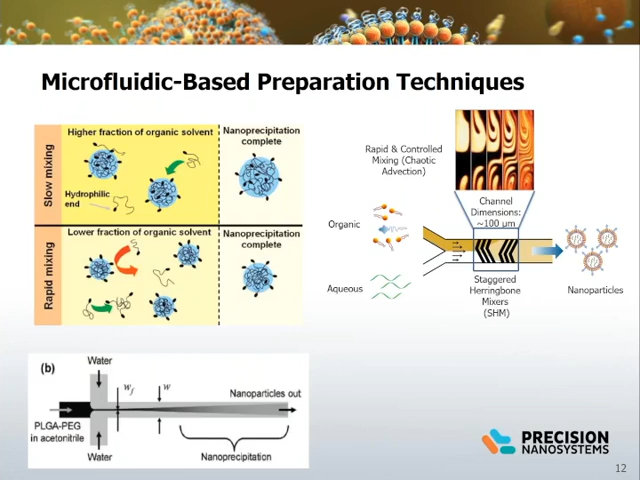 Microfluidic-Based Preparation Techniques
Slow mixing
Higher fraction of organic solvent
Hydrophilic
end
Nanoprecipitation
complete
Rapid mixing
Lower fraction of organic solvent
Nanoprecipitation
complete
Rapid & Controlled
Mixing (Chaotic
Advection)
Channel
Dimensions:
~100 µm
Organic
Aqueous
Staggered
Herringbone
Mixers
(SHM)
Nanoparticles
(b)
Water
wf
w
Nanoparticles out
PLGA-PEG
in acetonitrile
Water
Nanoprecipitation
PRECISION
NANOSYSTEMS
12